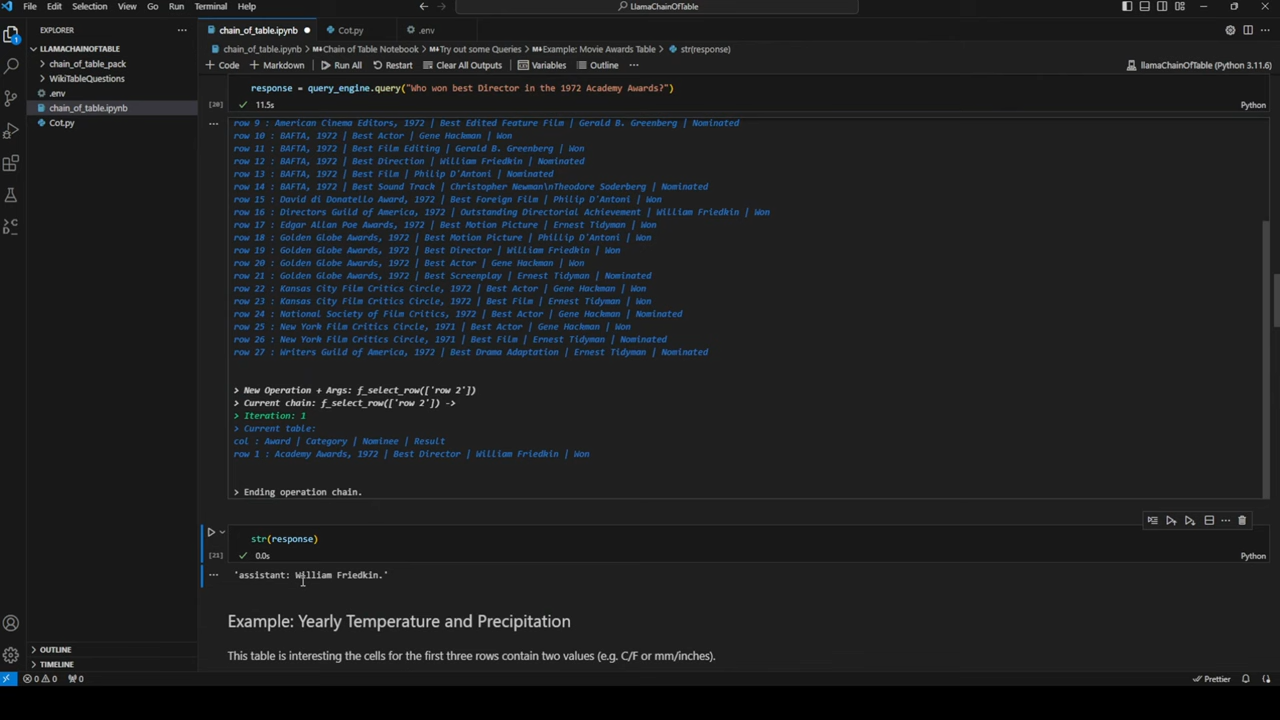 File Edit Selection View Go Run Terminal Help
LlamaChainOfTable
EXPLORER
chain_of_table.ipynb
Cot.py
.env
LLAMACHAINOFTABLE
chain_of_table_pack
WikiTableQuestions
.env
chain_of_table.ipynb
Cot.py
chain_of_table.ipynb > Chain of Table Notebook > Try out some Queries > Example: Movie Awards Table > str(response)
+ Code + Markdown Run All Restart Clear All Outputs Variables Outline ...
llamaChainOfTable (Python 3.11.6)
response = query_engine.query("Who won best Director in the 1972 Academy Awards?")
[20] 11.5s Python
row 9 : American Cinema Editors, 1972 | Best Edited Feature Film | Gerald B. Greenberg | Nominated
row 10 : BAFTA, 1972 | Best Actor | Gene Hackman | Won
row 11 : BAFTA, 1972 | Best Film Editing | Gerald B. Greenberg | Won
row 12 : BAFTA, 1972 | Best Direction | William Friedkin | Nominated
row 13 : BAFTA, 1972 | Best Film | Philip D'Antoni | Nominated
row 14 : BAFTA, 1972 | Best Sound Track | Christopher Newman\nTheodore Soderberg | Nominated
row 15 : David di Donatello Award, 1972 | Best Foreign Film | Philip D'Antoni | Won
row 16 : Directors Guild of America, 1972 | Outstanding Directorial Achievement | William Friedkin | Won
row 17 : Edgar Allan Poe Awards, 1972 | Best Motion Picture | Ernest Tidyman | Won
row 18 : Golden Globe Awards, 1972 | Best Motion Picture | Phillip D'Antoni | Won
row 19 : Golden Globe Awards, 1972 | Best Director | William Friedkin | Won
row 20 : Golden Globe Awards, 1972 | Best Actor | Gene Hackman | Won
row 21 : Golden Globe Awards, 1972 | Best Screenplay | Ernest Tidyman | Nominated
row 22 : Kansas City Film Critics Circle, 1972 | Best Actor | Gene Hackman | Won
row 23 : Kansas City Film Critics Circle, 1972 | Best Film | Ernest Tidyman | Won
row 24 : National Society of Film Critics, 1972 | Best Actor | Gene Hackman | Nominated
row 25 : New York Film Critics Circle, 1971 | Best Actor | Gene Hackman | Won
row 26 : New York Film Critics Circle, 1971 | Best Film | Ernest Tidyman | Nominated
row 27 : Writers Guild of America, 1972 | Best Drama Adaptation | Ernest Tidyman | Nominated
> New Operation + Args: f_select_row(['row 2'])
> Current chain: f_select_row(['row 2']) ->
> Iteration: 1
> Current table:
col : Award | Category | Nominee | Result
row 1 : Academy Awards, 1972 | Best Director | William Friedkin | Won
> Ending operation chain.
str(response)
[21] 0.0s Python
'assistant: William Friedkin.'
Example: Yearly Temperature and Precipitation
This table is interesting the cells for the first three rows contain two values (e.g. C/F or mm/inches).
OUTLINE
TIMELINE
0 0 0 Prettier